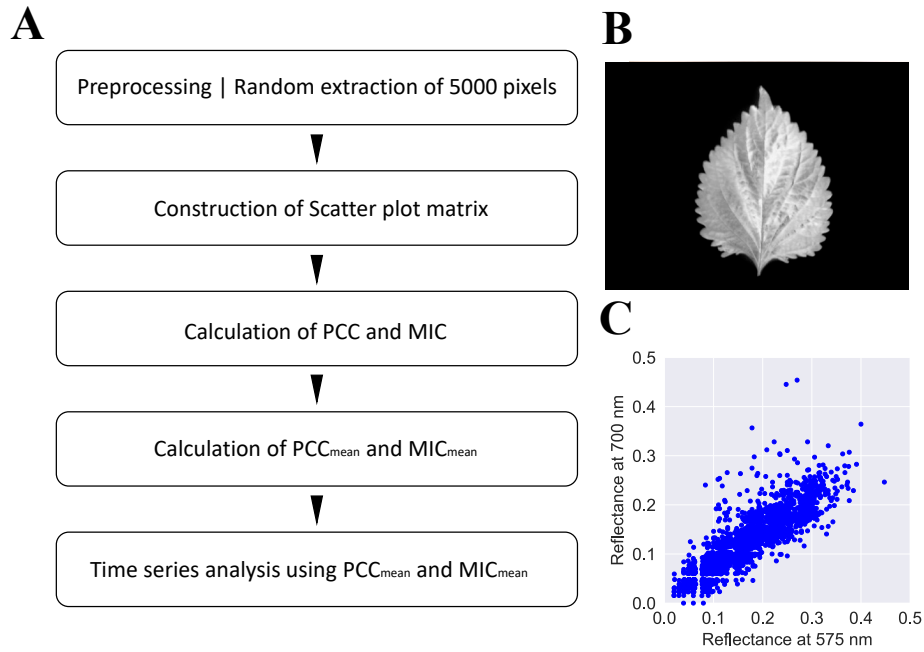 A
Preprocessing | Random extraction of 5000 pixels
Construction of Scatter plot matrix
Calculation of PCC and MIC
Calculation of PCCmean and MICmean
Time series analysis using PCCmean and MICmean
B
C
0.5
0.4
0.3
0.2
0.1
0.0
Reflectance at 700 nm
0.0 0.1 0.2 0.3 0.4 0.5
Reflectance at 575 nm